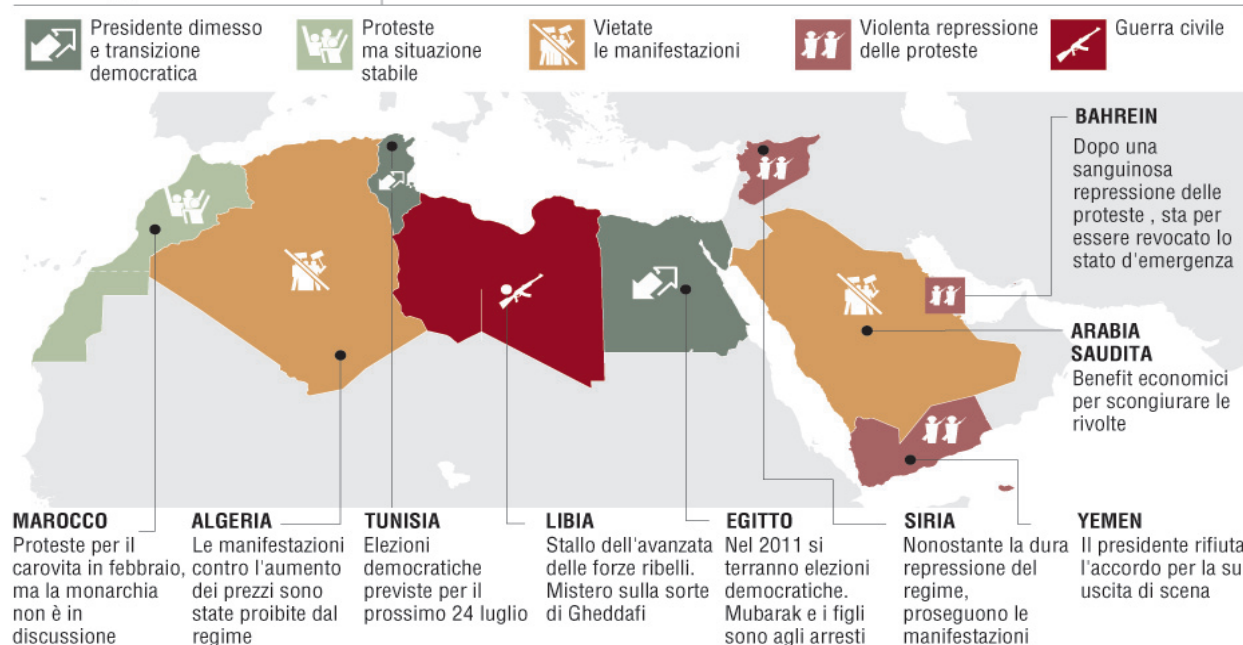 Presidente dimesso
e transizione
democratica
Proteste
ma situazione
stabile
Vietate
le manifestazioni
Violenta repressione
delle proteste
Guerra civile
BAHREIN
Dopo una
sanguinosa
repressione delle
proteste , sta per
essere revocato lo
stato d'emergenza
ARABIA
SAUDITA
Benefit economici
per scongiurare le
rivolte
MAROCCO
Proteste per il
carovita in febbraio,
ma la monarchia
non è in
discussione
ALGERIA
Le manifestazioni
contro l'aumento
dei prezzi sono
state proibite dal
regime
TUNISIA
Elezioni
democratiche
previste per il
prossimo 24 luglio
LIBIA
Stallo dell'avanzata
delle forze ribelli.
Mistero sulla sorte
di Gheddafi
EGITTO
Nel 2011 si
terranno elezioni
democratiche.
Mubarak e i figli
sono agli arresti
SIRIA
Nonostante la dura
repressione del
regime,
proseguono le
manifestazioni
YEMEN
Il presidente rifiuta
l'accordo per la su
uscita di scena